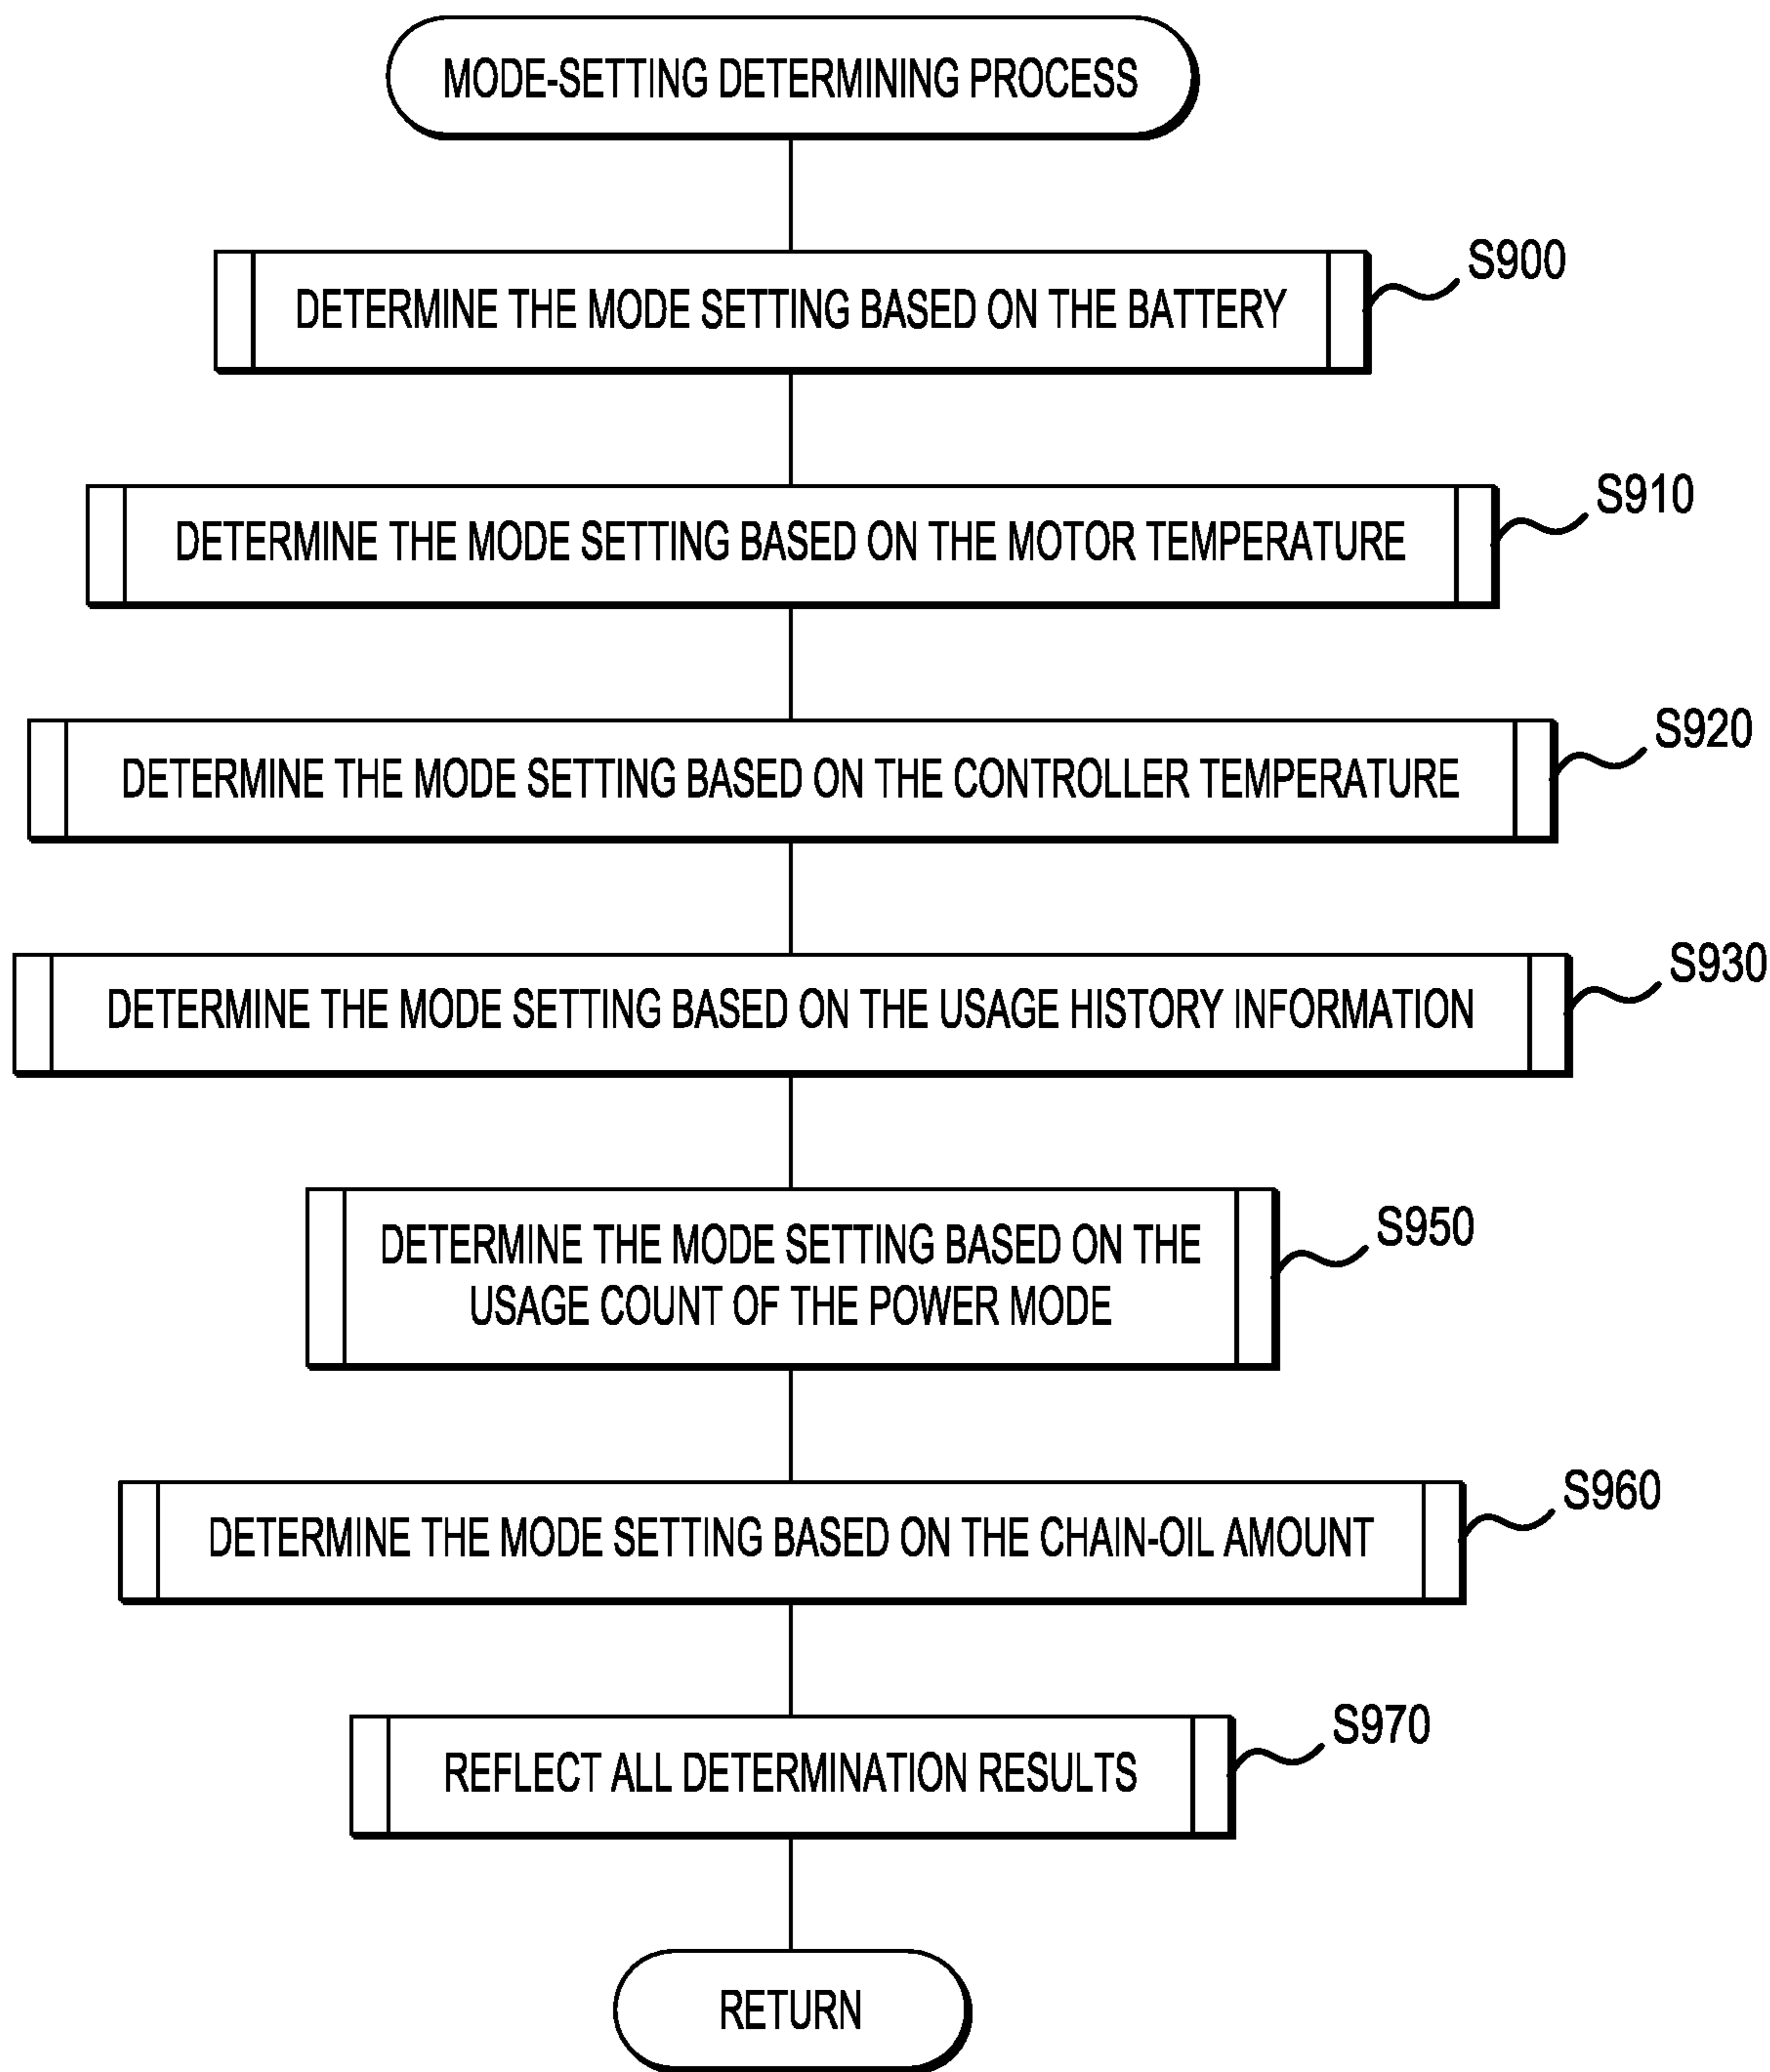 MODE-SETTING DETERMINING PROCESS
DETERMINE THE MODE SETTING BASED ON THE BATTERY
S900
DETERMINE THE MODE SETTING BASED ON THE MOTOR TEMPERATURE
S910
DETERMINE THE MODE SETTING BASED ON THE CONTROLLER TEMPERATURE
S920
DETERMINE THE MODE SETTING BASED ON THE USAGE HISTORY INFORMATION
S930
DETERMINE THE MODE SETTING BASED ON THE
USAGE COUNT OF THE POWER MODE
S950
DETERMINE THE MODE SETTING BASED ON THE CHAIN-OIL AMOUNT
S960
REFLECT ALL DETERMINATION RESULTS
S970
RETURN